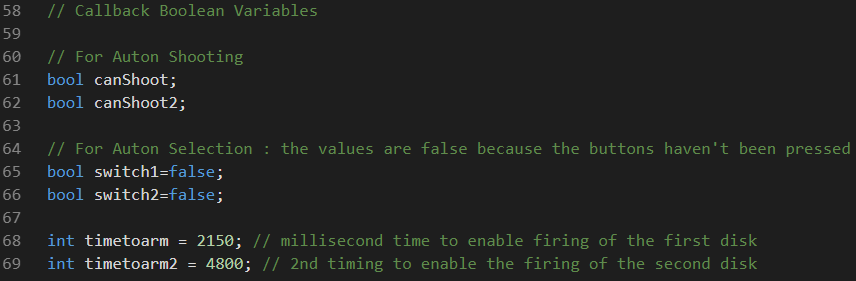 58 // Callback Boolean Variables
59
60 // For Auton Shooting
61 bool canShoot;
62 bool canShoot2;
63
64 // For Auton Selection : the values are false because the buttons haven't been pressed
65 bool switch1=false;
66 bool switch2=false;
67
68 int timetoarm = 2150; // millisecond time to enable firing of the first disk
69 int timetoarm2 = 4800; // 2nd timing to enable the firing of the second disk